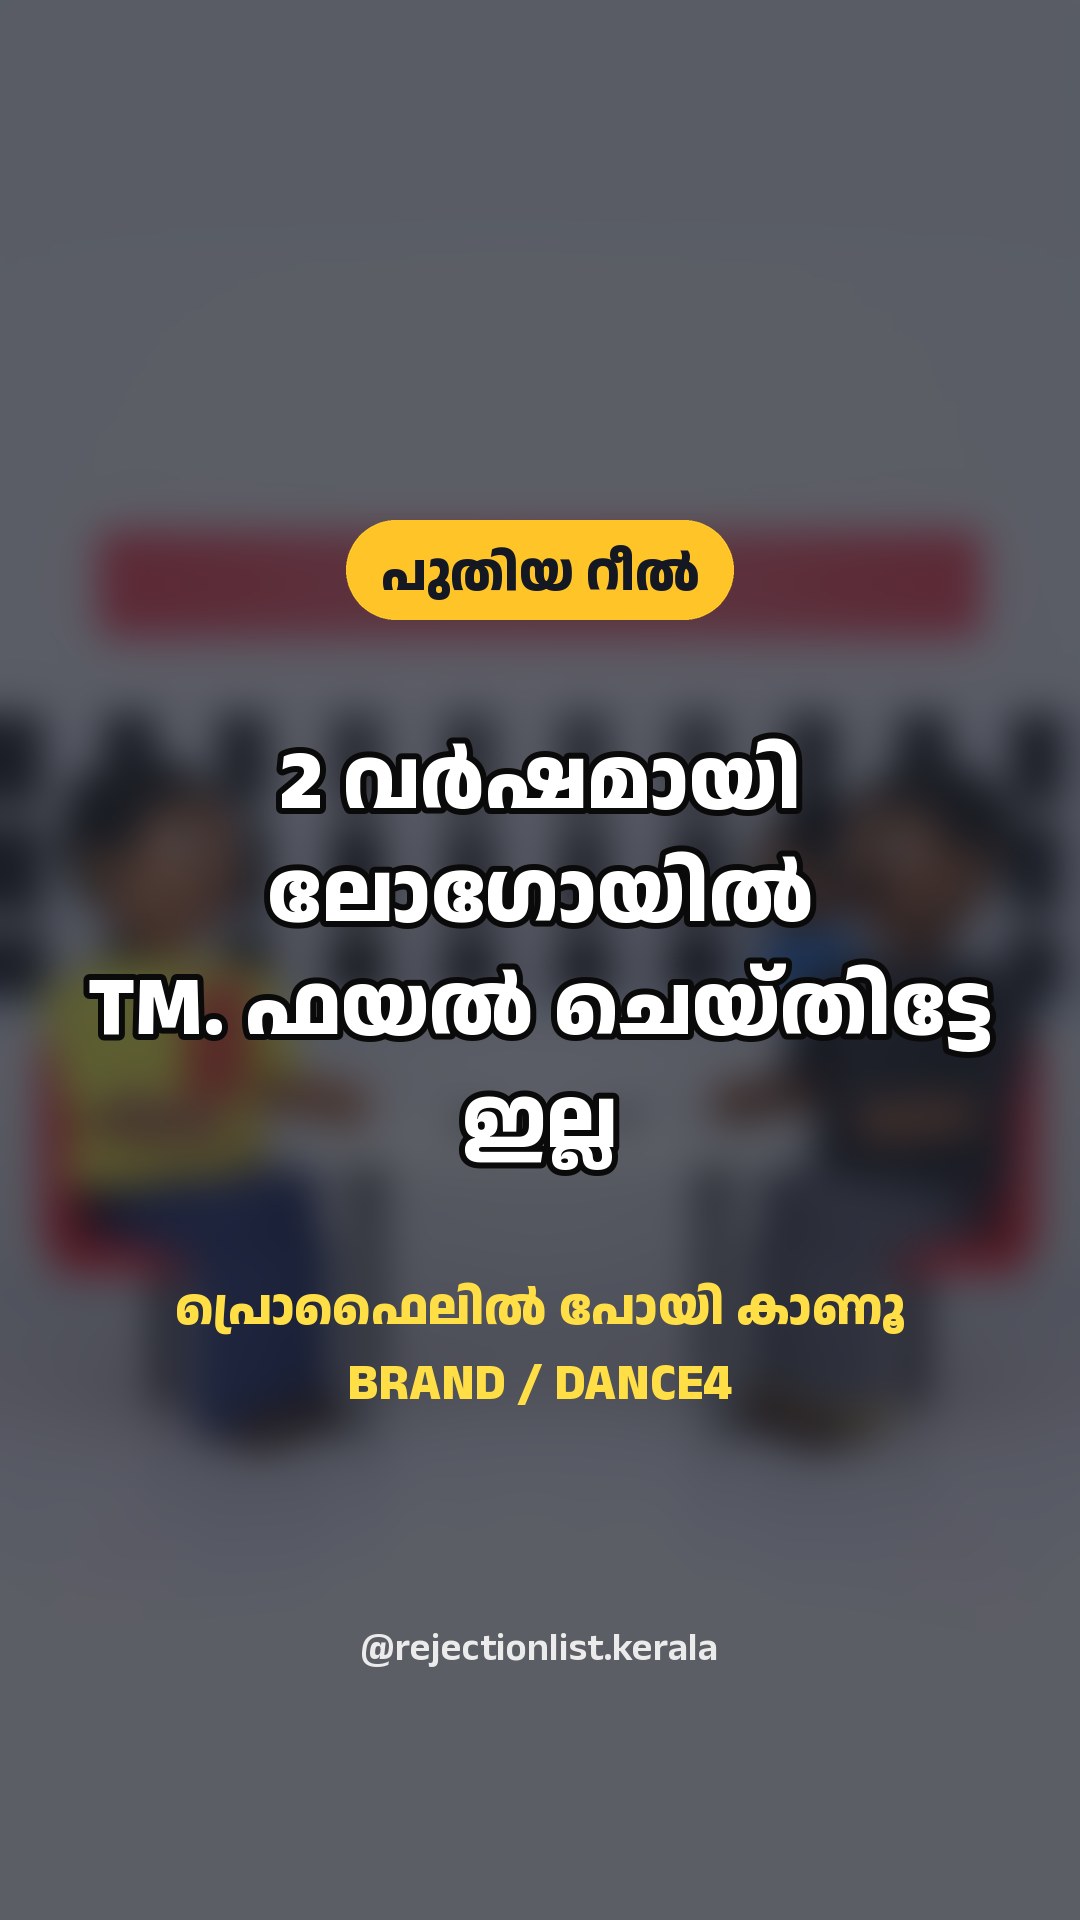 പുതിയ റീൽ
2 വർഷമായി
ലോഗോയിൽ
TM. ഫയൽ ചെയ്തിട്ടേ
ഇല്ല
പ്രൊഫൈലിൽ പോയി കാണൂ
BRAND / DANCE4
@rejectionlist.kerala